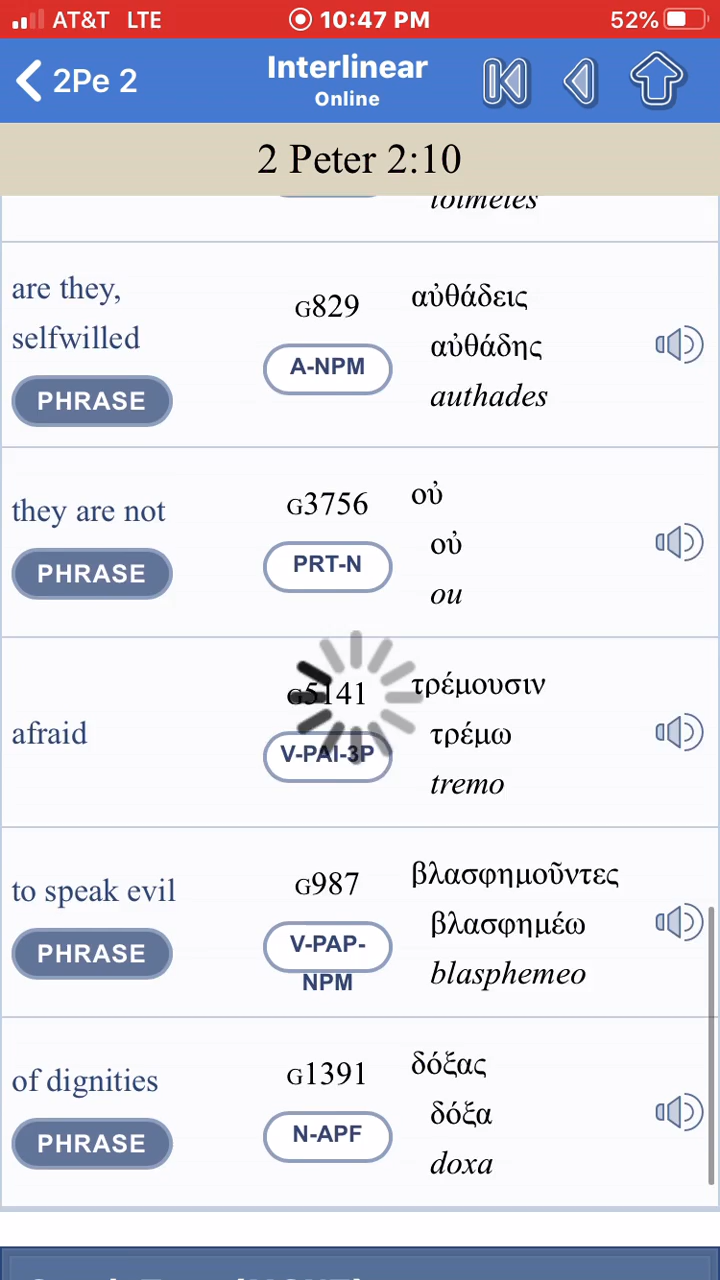 AT&T LTE 10:47 PM 52%
2Pe 2
Interlinear
Online
2 Peter 2:10
tolmetes
are they,
selfwilled
PHRASE
G829
A-NPM
αὐθάδεις
αὐθάδης
authades
they are not
PHRASE
G3756
PRT-N
οὐ
οὐ
ou
afraid
G5141
V-PAI-3P
τρέμουσιν
τρέμω
tremo
to speak evil
PHRASE
G987
V-PAP-
NPM
βλασφημοῦντες
βλασφημέω
blasphemeo
of dignities
PHRASE
G1391
N-APF
δόξας
δόξα
doxa